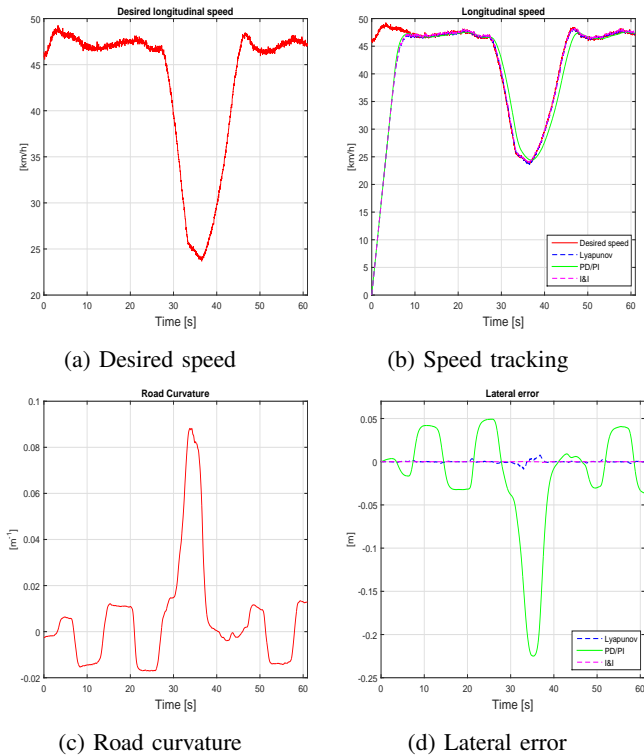 Desired longitudinal speed
50
45
40
35
30
25
20
[km/h]
0 10 20 30 40 50 60
Time [s]
(a) Desired speed
Longitudinal speed
50
45
40
35
30
25
20
15
10
5
0
[km/h]
Desired speed
Lyapunov
PD/PI
I&I
0 10 20 30 40 50 60
Time [s]
(b) Speed tracking
Road Curvature
0.1
0.08
0.06
0.04
0.02
0
-0.02
[m⁻¹]
0 10 20 30 40 50 60
Time [s]
(c) Road curvature
Lateral error
0.05
0
-0.05
-0.1
-0.15
-0.2
-0.25
[m]
Lyapunov
PD/PI
I&I
0 10 20 30 40 50 60
Time [s]
(d) Lateral error